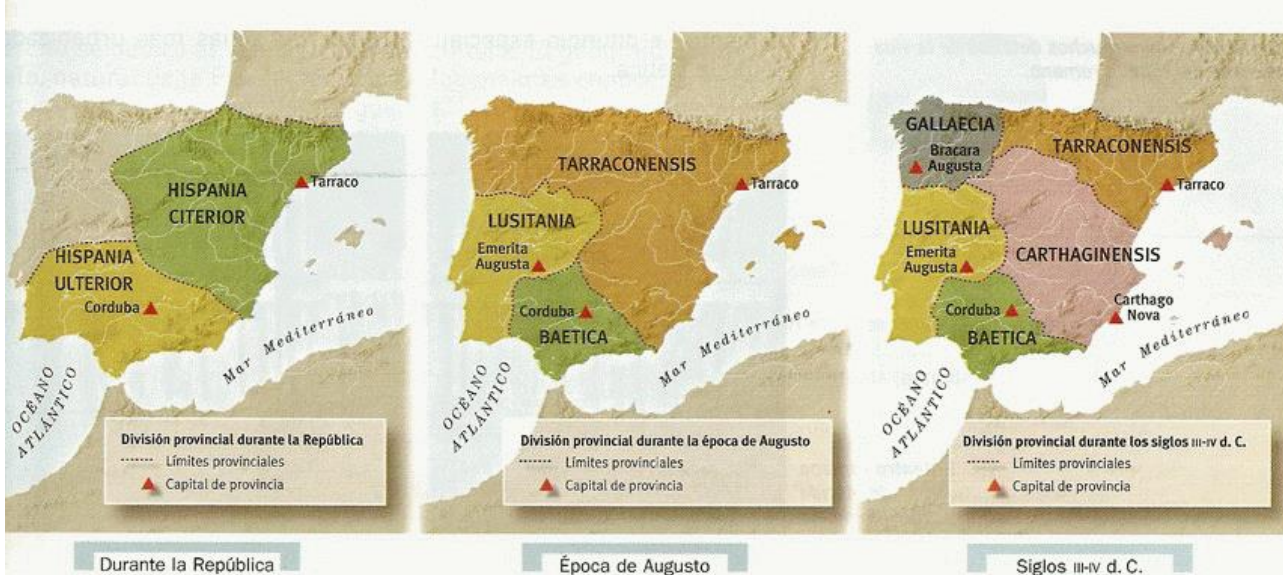 HISPANIA
CITERIOR
Tarraco
HISPANIA
ULTERIOR
Corduba
Mar Mediterráneo
OCÉANO
ATLÁNTICO
División provincial durante la República
Límites provinciales
Capital de provincia
Durante la República
TARRACONENSIS
Tarraco
LUSITANIA
Emerita
Augusta
Corduba
BAETICA
Mar Mediterráneo
OCÉANO
ATLÁNTICO
División provincial durante la época de Augusto
Límites provinciales
Capital de provincia
Época de Augusto
GALLAECIA
Bracara
Augusta
TARRACONENSIS
Tarraco
LUSITANIA
Emerita
Augusta
CARTHAGINENSIS
Corduba
Carthago
Nova
BAETICA
Mar Mediterráneo
OCÉANO
ATLÁNTICO
División provincial durante los siglos III-IV d. C.
Límites provinciales
Capital de provincia
Siglos III-IV d. C.